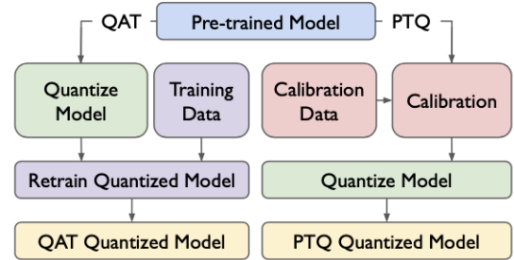 QAT
Pre-trained Model
PTQ
Quantize
Model
Training
Data
Calibration
Data
Calibration
Retrain Quantized Model
Quantize Model
QAT Quantized Model
PTQ Quantized Model